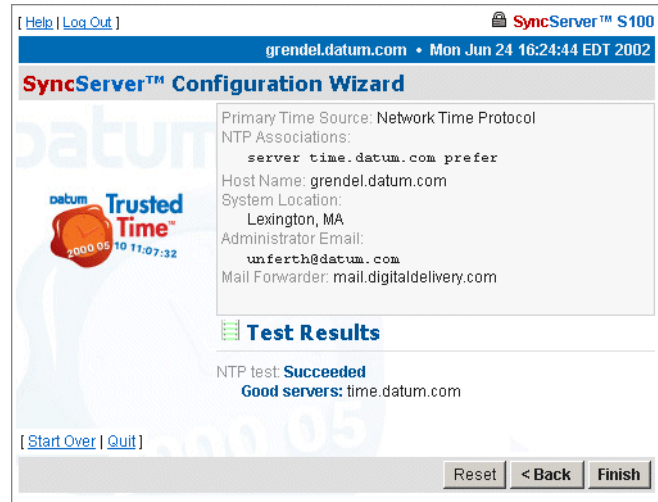 [ Help | Log Out ]
SyncServer™ S100
grendel.datum.com • Mon Jun 24 16:24:44 EDT 2002
SyncServer™ Configuration Wizard
Primary Time Source: Network Time Protocol
NTP Associations:
server time.datum.com prefer
Host Name: grendel.datum.com
System Location:
Lexington, MA
Administrator Email:
unferth@datum.com
Mail Forwarder: mail.digitaldelivery.com
Datum
Datum Trusted
Time™
2000 05 10 11:07:32
Test Results
NTP test: Succeeded
Good servers: time.datum.com
000 05
[ Start Over | Quit ]
Reset
< Back
Finish